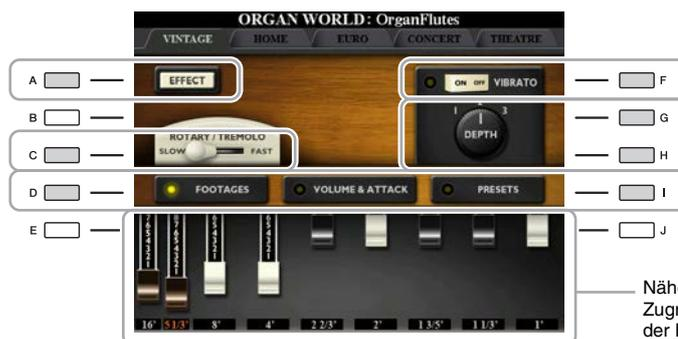 ORGAN WORLD: OrganFlutes
VINTAGE HOME EURO CONCERT THEATRE
A EFFECT ON OFF VIBRATO F
B 1 2 3 G
C ROTARY / TREMOLO DEPTH H
SLOW FAST
D FOOTAGES VOLUME & ATTACK PRESETS I
E J
16' 5 1/3' 8' 4' 2 2/3' 2' 1 3/5' 1 1/3' 1'
Nähe
Zugr
der